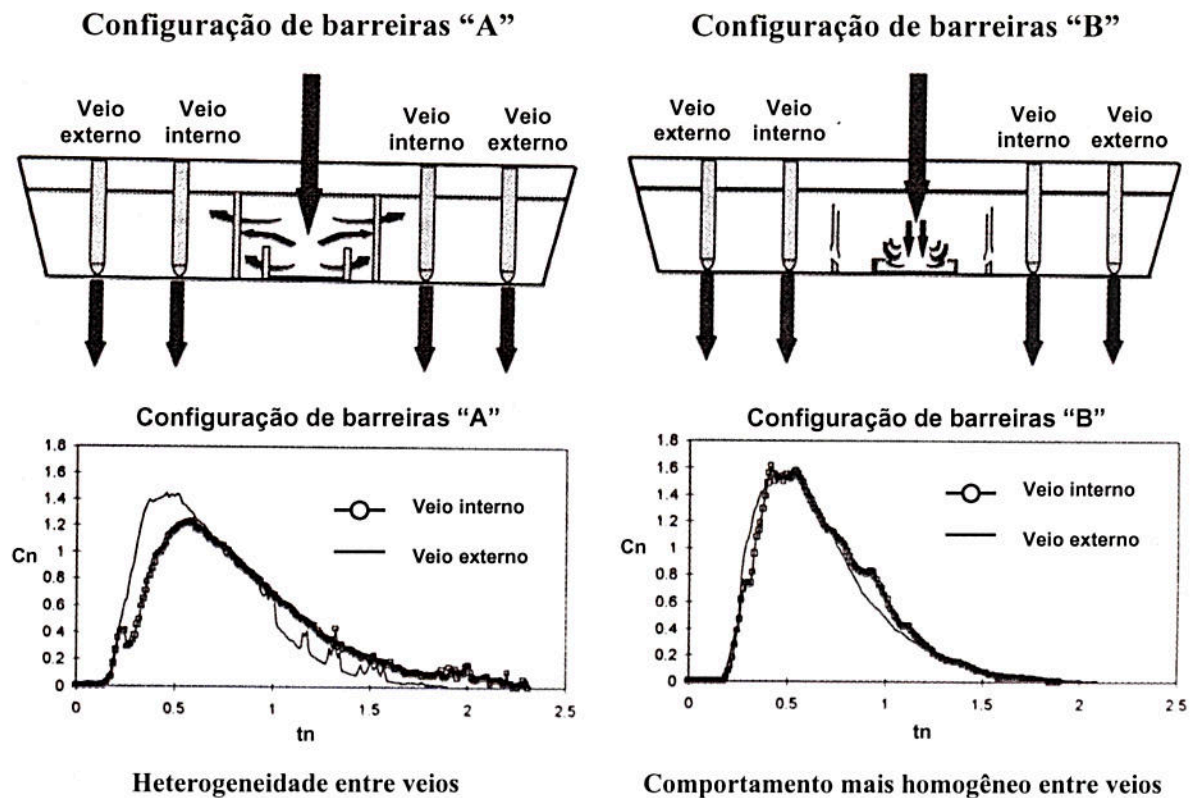 Configuração de barreiras “A”
Configuração de barreiras “B”
Veio externo
Veio interno
Veio interno
Veio externo
Veio externo
Veio interno
Veio interno
Veio externo
Configuração de barreiras “A”
1.8
1.6
1.4
1.2
1
0.8
0.6
0.4
0.2
0
Cn
Veio interno
Veio externo
0
0.5
1
1.5
2
2.5
tn
Heterogeneidade entre veios
Configuração de barreiras “B”
1.8
1.6
1.4
1.2
1
0.8
0.6
0.4
0.2
0
Cn
Veio interno
Veio externo
0
0.5
1
1.5
2
2.5
tn
Comportamento mais homogêneo entre veios